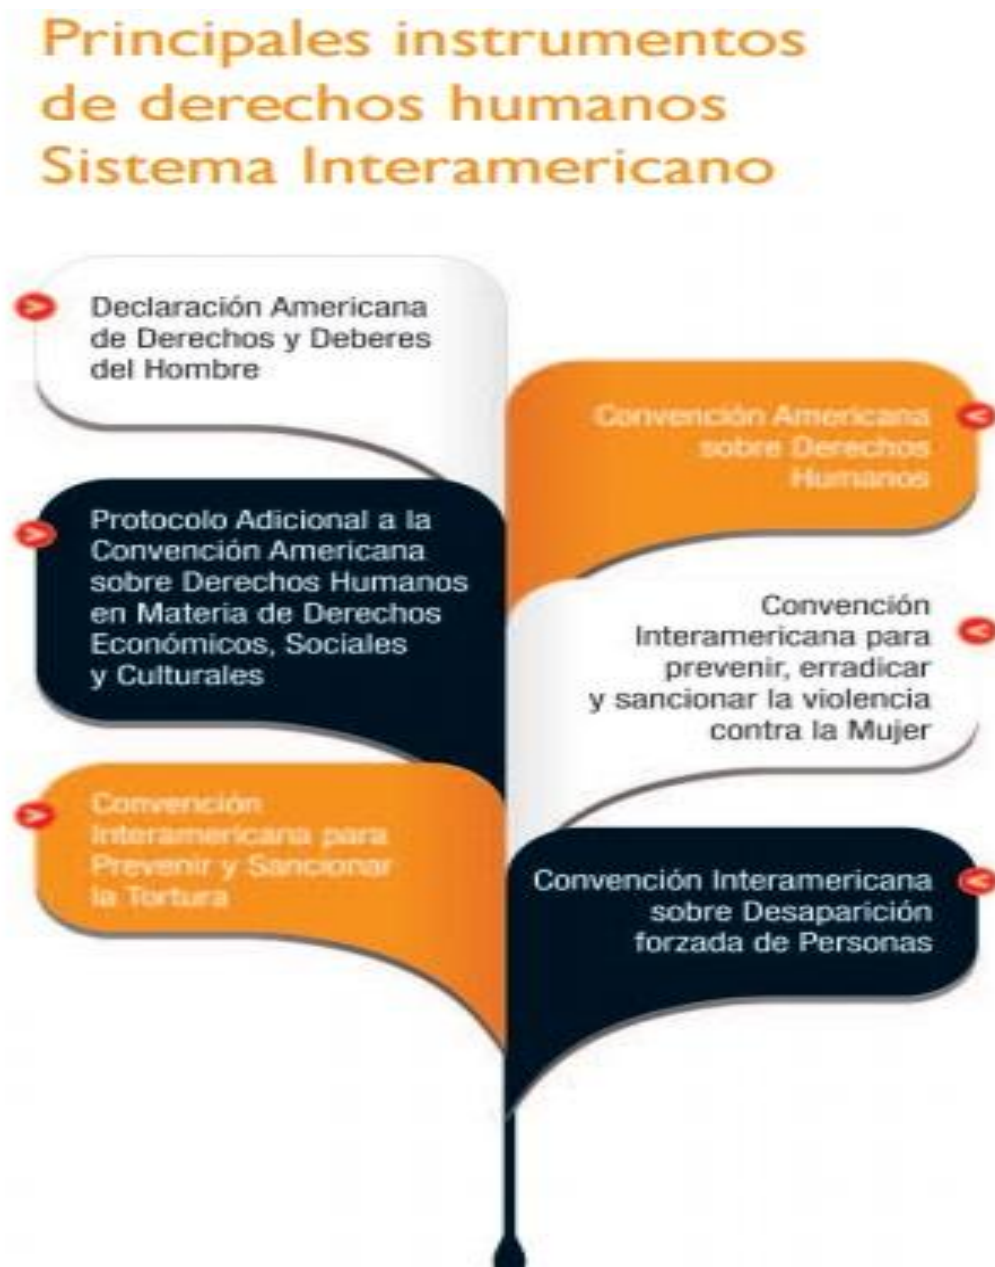 Principales instrumentos
de derechos humanos
Sistema Interamericano
Declaración Americana
de Derechos y Deberes
del Hombre
Convención Americana
sobre Derechos
Humanos
Protocolo Adicional a la
Convención Americana
sobre Derechos Humanos
en Materia de Derechos
Económicos, Sociales
y Culturales
Convención
Interamericana para
prevenir, erradicar
y sancionar la violencia
contra la Mujer
Convención
Interamericana para
Prevenir y Sancionar
la Tortura
Convención Interamericana
sobre Desaparición
forzada de Personas